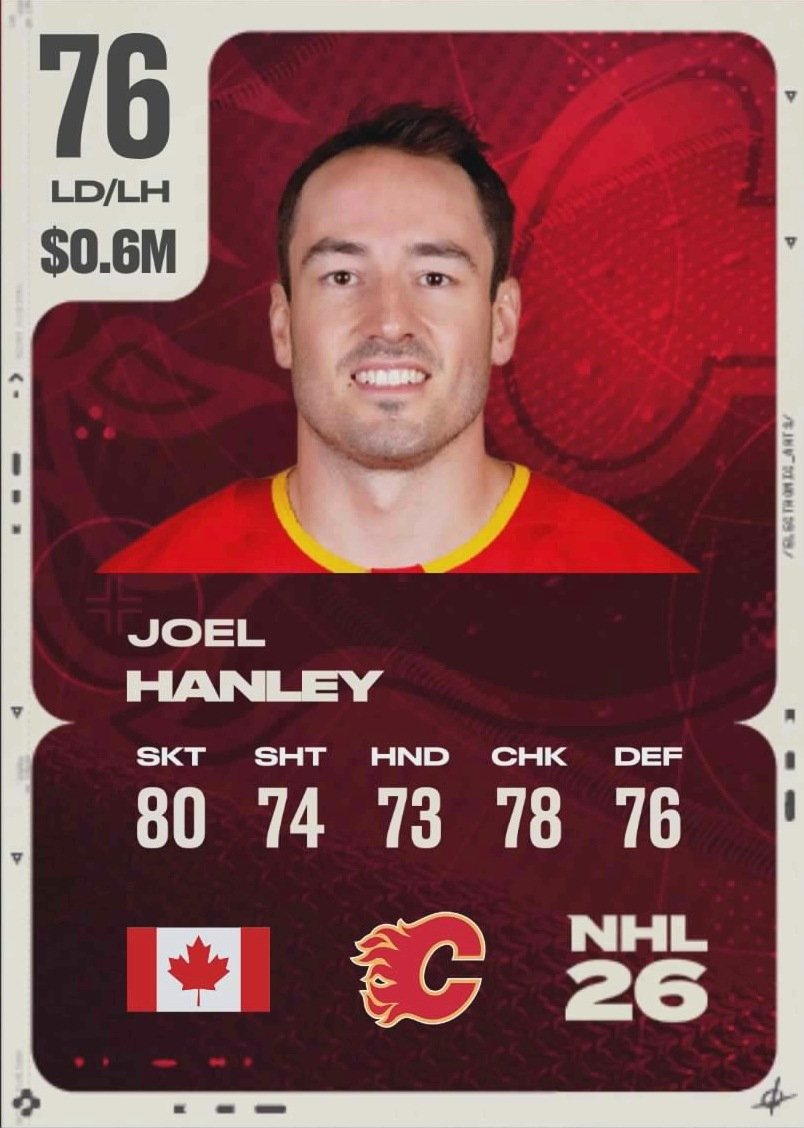 76
LD/LH
$0.6M
/ELECTRONIC_ARTS/
JOEL
HANLEY
SKT SHT HND CHK DEF
80 74 73 78 76
NHL
26